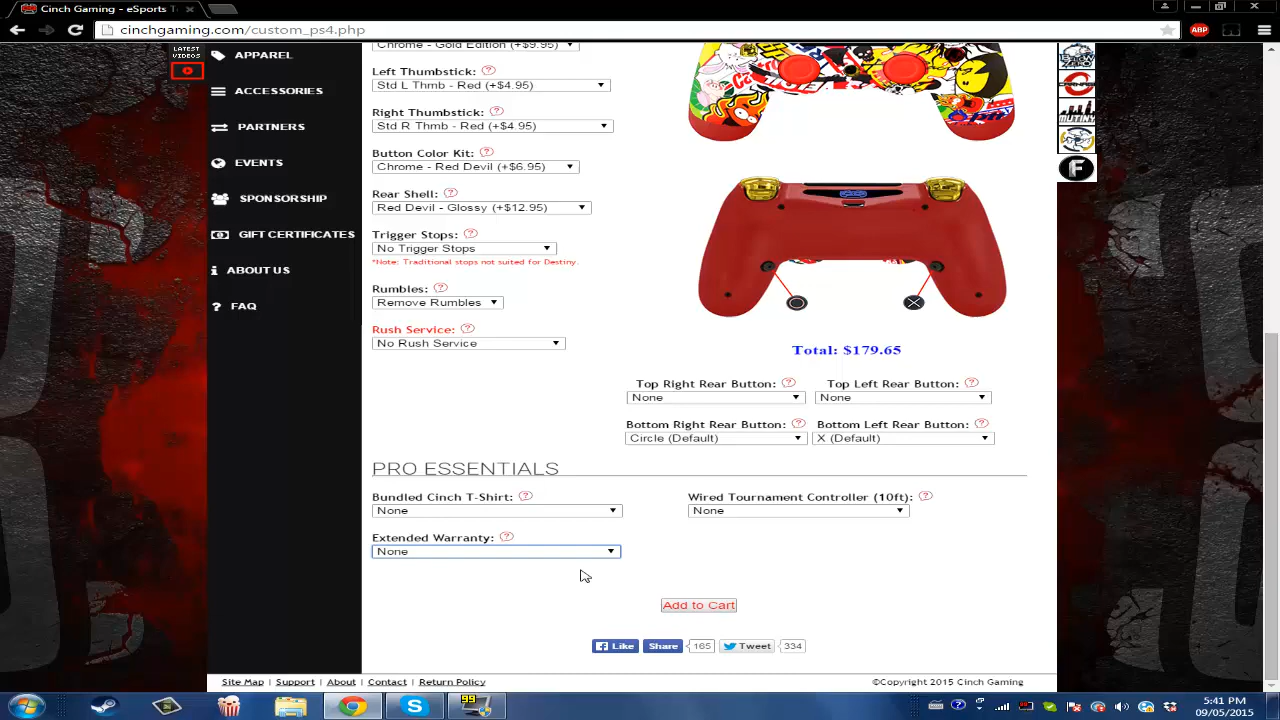 Cinch Gaming - eSports T
cinchgaming.com/custom_ps4.php
ABP
LATEST
VIDEOS
APPAREL
ACCESSORIES
PARTNERS
EVENTS
SPONSORSHIP
GIFT CERTIFICATES
ABOUT US
FAQ
Chrome - Gold Edition (+$9.95)
Left Thumbstick:
Std L Thmb - Red (+$4.95)
Right Thumbstick:
Std R Thmb - Red (+$4.95)
Button Color Kit:
Chrome - Red Devil (+$6.95)
Rear Shell:
Red Devil - Glossy (+$12.95)
Trigger Stops:
No Trigger Stops
*Note: Traditional stops not suited for Destiny.
Rumbles:
Remove Rumbles
Rush Service:
No Rush Service
Total: $179.65
Top Right Rear Button: Top Left Rear Button:
None None
Bottom Right Rear Button: Bottom Left Rear Button:
Circle (Default) X (Default)
PRO ESSENTIALS
Bundled Cinch T-Shirt: Wired Tournament Controller (10ft):
None None
Extended Warranty:
None
Add to Cart
Like Share 165 Tweet 334
Site Map | Support | About | Contact | Return Policy ©Copyright 2015 Cinch Gaming
MUTINY
F
99
5:41 PM
09/05/2015